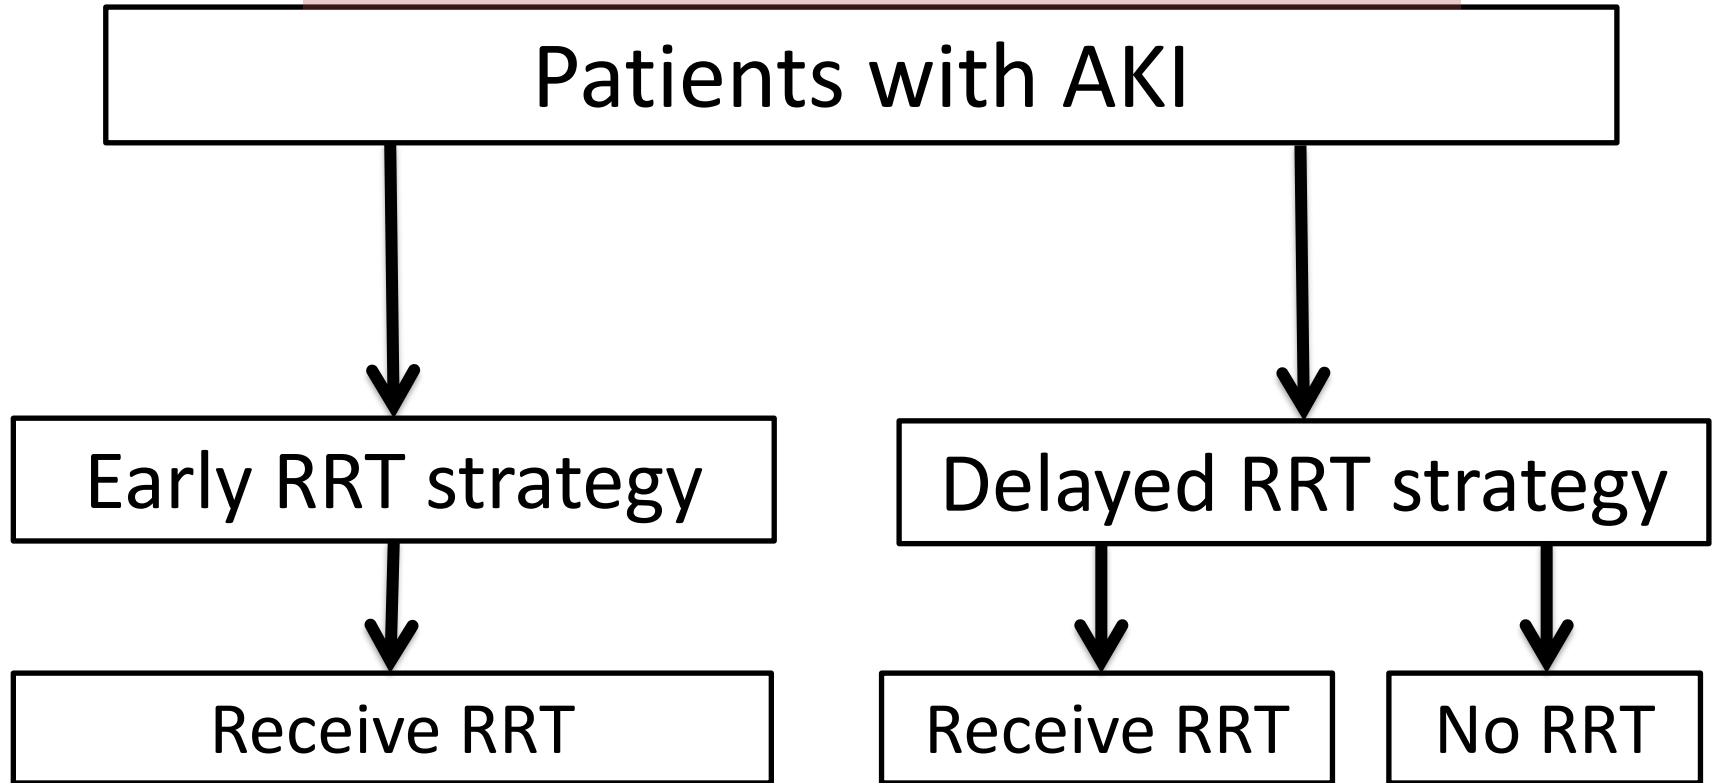 Patients with AKI
Early RRT strategy
Delayed RRT strategy
Receive RRT
Receive RRT
No RRT